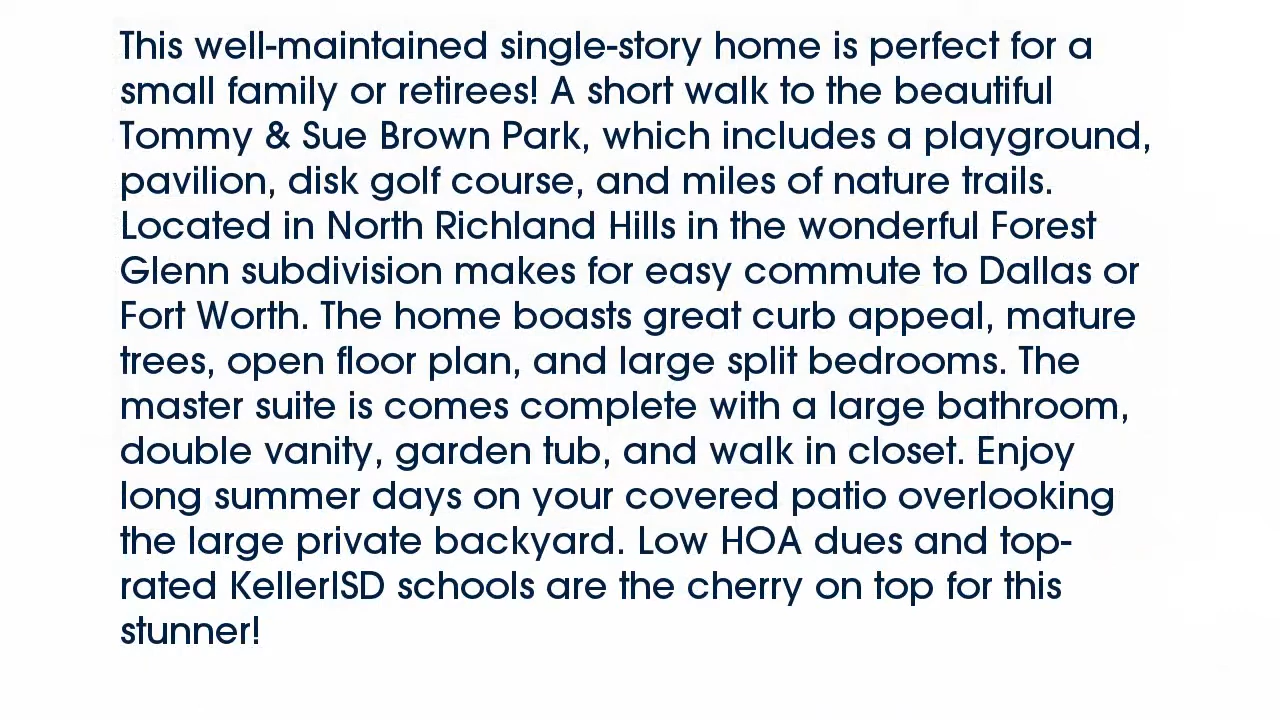 This well-maintained single-story home is perfect for a
small family or retirees! A short walk to the beautiful
Tommy & Sue Brown Park, which includes a playground,
pavilion, disk golf course, and miles of nature trails.
Located in North Richland Hills in the wonderful Forest
Glenn subdivision makes for easy commute to Dallas or
Fort Worth. The home boasts great curb appeal, mature
trees, open floor plan, and large split bedrooms. The
master suite is comes complete with a large bathroom,
double vanity, garden tub, and walk in closet. Enjoy
long summer days on your covered patio overlooking
the large private backyard. Low HOA dues and top-
rated KellerISD schools are the cherry on top for this
stunner!